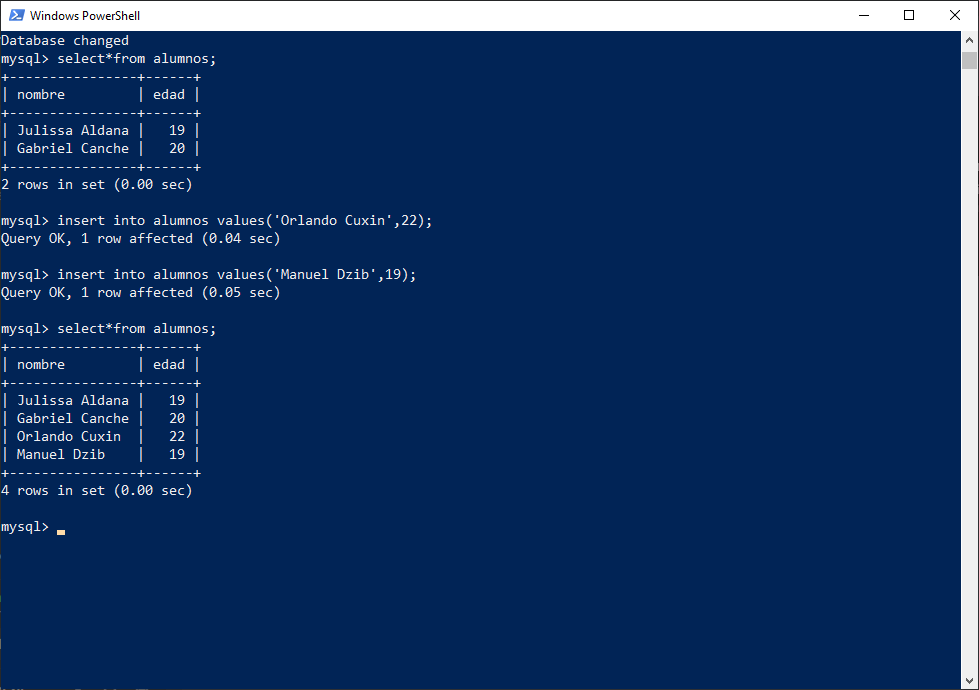 Windows PowerShell
Database changed
mysql> select*from alumnos;
+----------------+------+
| nombre         | edad |
+----------------+------+
| Julissa Aldana |   19 |
| Gabriel Canche |   20 |
+----------------+------+
2 rows in set (0.00 sec)

mysql> insert into alumnos values('Orlando Cuxin',22);
Query OK, 1 row affected (0.04 sec)

mysql> insert into alumnos values('Manuel Dzib',19);
Query OK, 1 row affected (0.05 sec)

mysql> select*from alumnos;
+----------------+------+
| nombre         | edad |
+----------------+------+
| Julissa Aldana |   19 |
| Gabriel Canche |   20 |
| Orlando Cuxin  |   22 |
| Manuel Dzib    |   19 |
+----------------+------+
4 rows in set (0.00 sec)

mysql>